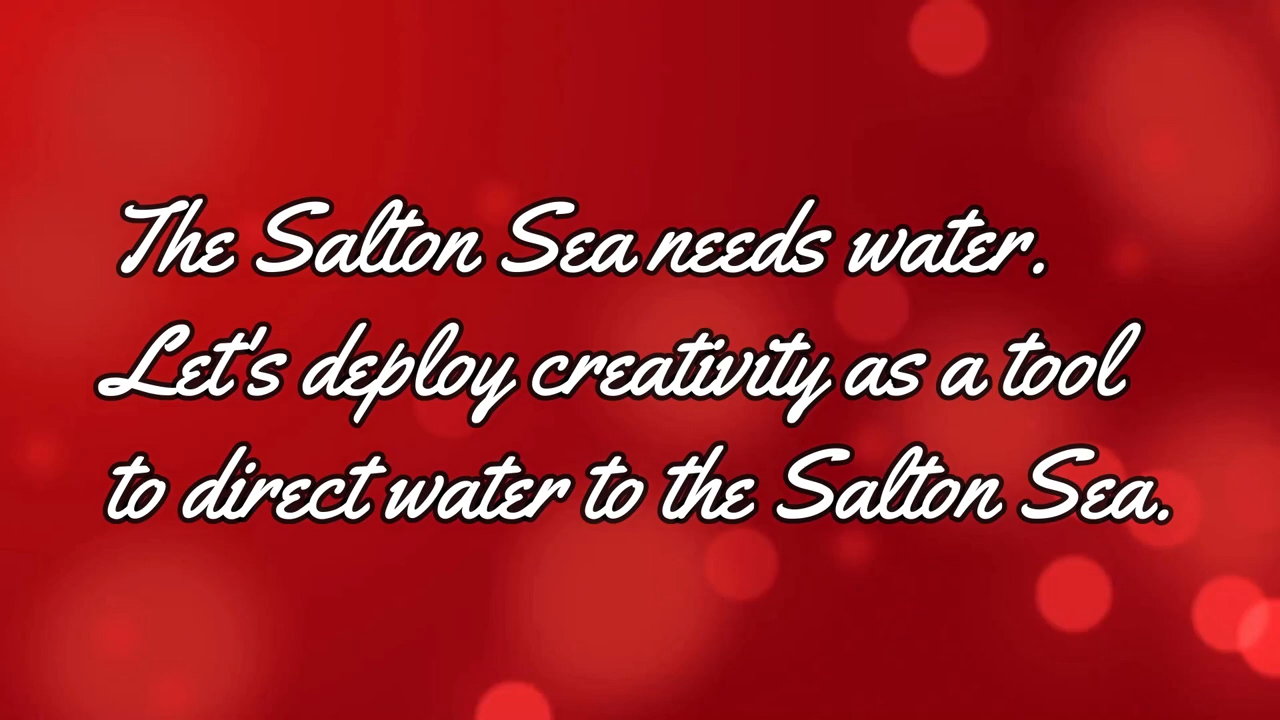 The Salton Sea needs water.
Let's deploy creativity as a tool
to direct water to the Salton Sea.